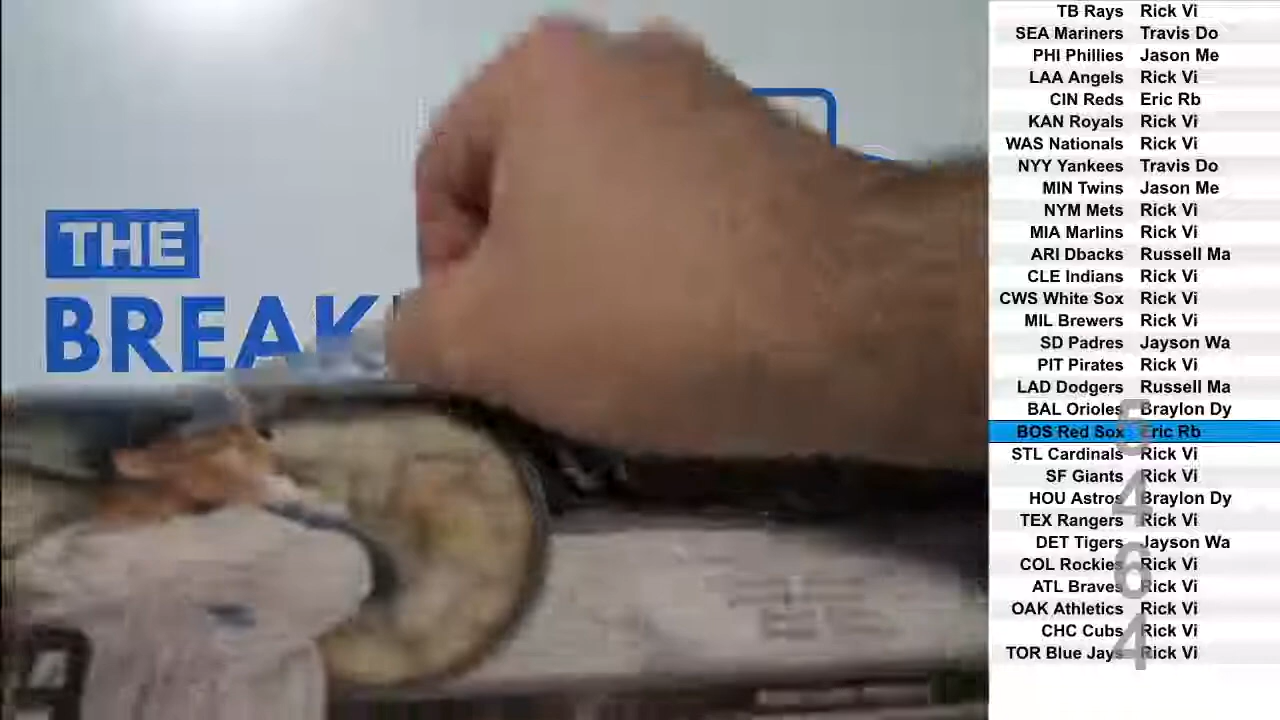 THE
BREAK
TB Rays Rick Vi
SEA Mariners Travis Do
PHI Phillies Jason Me
LAA Angels Rick Vi
CIN Reds Eric Rb
KAN Royals Rick Vi
WAS Nationals Rick Vi
NYY Yankees Travis Do
MIN Twins Jason Me
NYM Mets Rick Vi
MIA Marlins Rick Vi
ARI Dbacks Russell Ma
CLE Indians Rick Vi
CWS White Sox Rick Vi
MIL Brewers Rick Vi
SD Padres Jayson Wa
PIT Pirates Rick Vi
LAD Dodgers Russell Ma
BAL Orioles Braylon Dy
BOS Red Sox Eric Rb
STL Cardinals Rick Vi
SF Giants Rick Vi
HOU Astros Braylon Dy
TEX Rangers Rick Vi
DET Tigers Jayson Wa
COL Rockies Rick Vi
ATL Braves Rick Vi
OAK Athletics Rick Vi
CHC Cubs Rick Vi
TOR Blue Jays Rick Vi
5
4
6
4